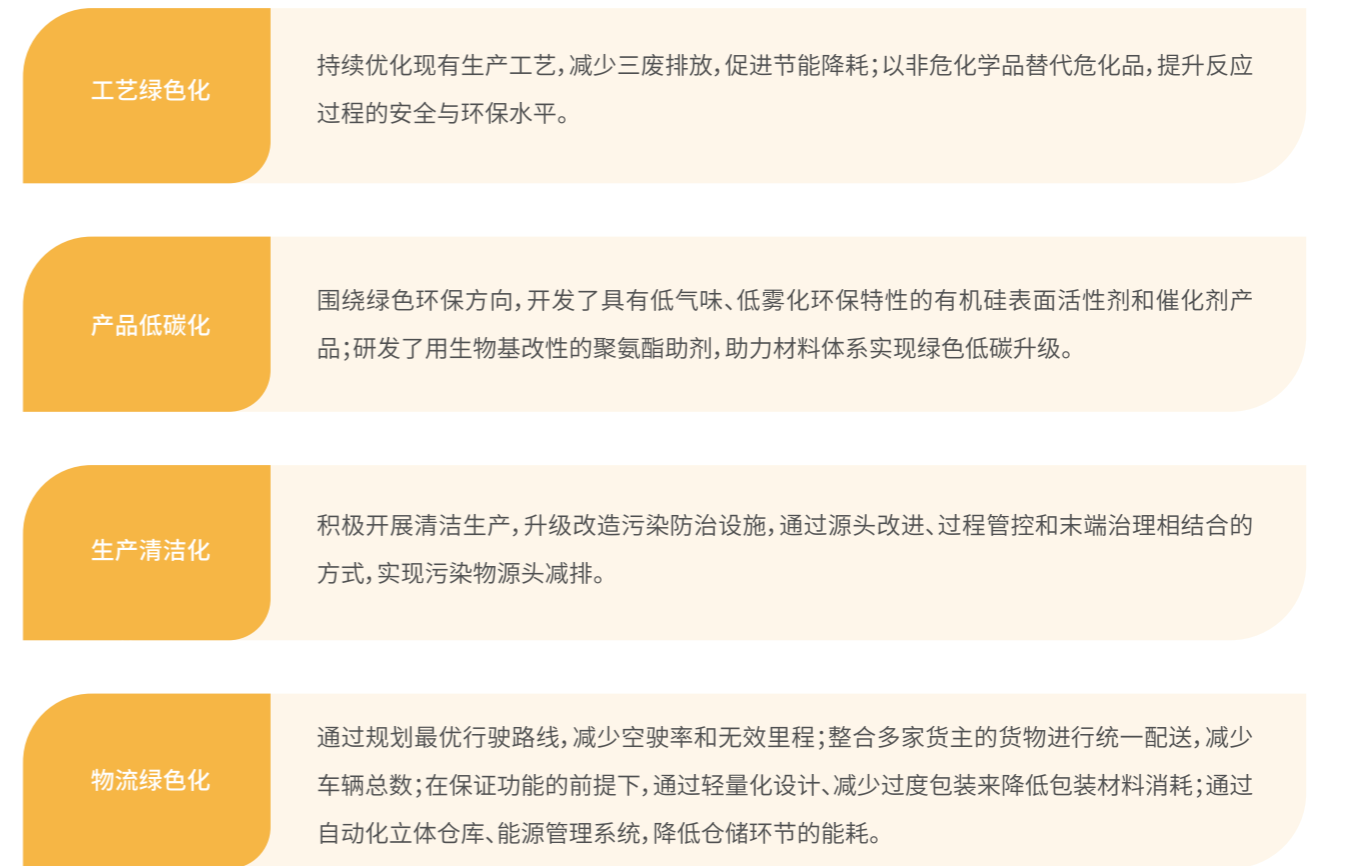 工艺绿色化
持续优化现有生产工艺,减少三废排放,促进节能降耗;以非危化学品替代危化品,提升反应
过程的安全与环保水平。
产品低碳化
围绕绿色环保方向,开发了具有低气味、低雾化环保特性的有机硅表面活性剂和催化剂产
品;研发了用生物基改性的聚氨酯助剂,助力材料体系实现绿色低碳升级。
生产清洁化
积极开展清洁生产,升级改造污染防治设施,通过源头改进、过程管控和末端治理相结合的
方式,实现污染物源头减排。
物流绿色化
通过规划最优行驶路线,减少空驶率和无效里程;整合多家货主的货物进行统一配送,减少
车辆总数;在保证功能的前提下,通过轻量化设计、减少过度包装来降低包装材料消耗;通过
自动化立体仓库、能源管理系统,降低仓储环节的能耗。